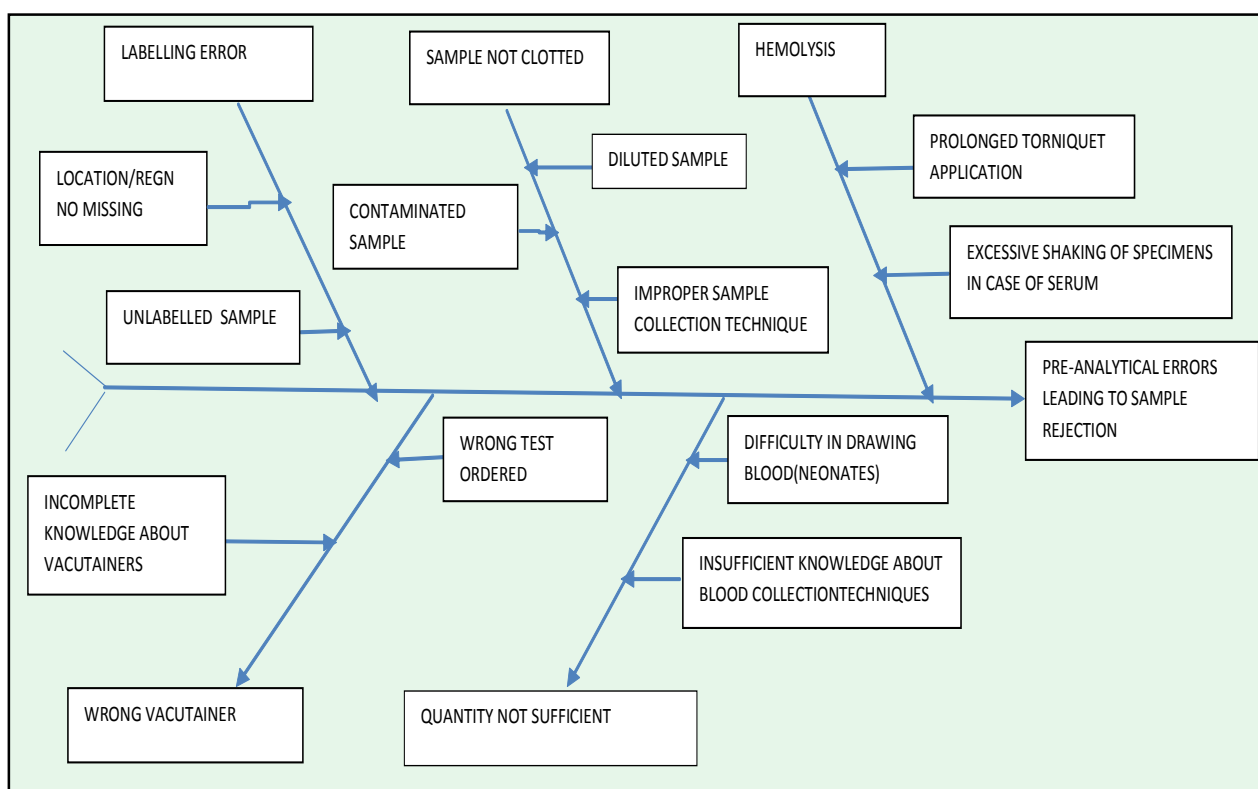 LABELLING ERROR
SAMPLE NOT CLOTTED
HEMOLYSIS
LOCATION/REGN
NO MISSING
DILUTED SAMPLE
PROLONGED TORNIQUET
APPLICATION
CONTAMINATED
SAMPLE
EXCESSIVE SHAKING OF SPECIMENS
IN CASE OF SERUM
UNLABELLED SAMPLE
IMPROPER SAMPLE
COLLECTION TECHNIQUE
PRE-ANALYTICAL ERRORS
LEADING TO SAMPLE
REJECTION
WRONG TEST
ORDERED
DIFFICULTY IN DRAWING
BLOOD(NEONATES)
INCOMPLETE
KNOWLEDGE ABOUT
VACUTAINERS
INSUFFICIENT KNOWLEDGE ABOUT
BLOOD COLLECTIONTECHNIQUES
WRONG VACUTAINER
QUANTITY NOT SUFFICIENT